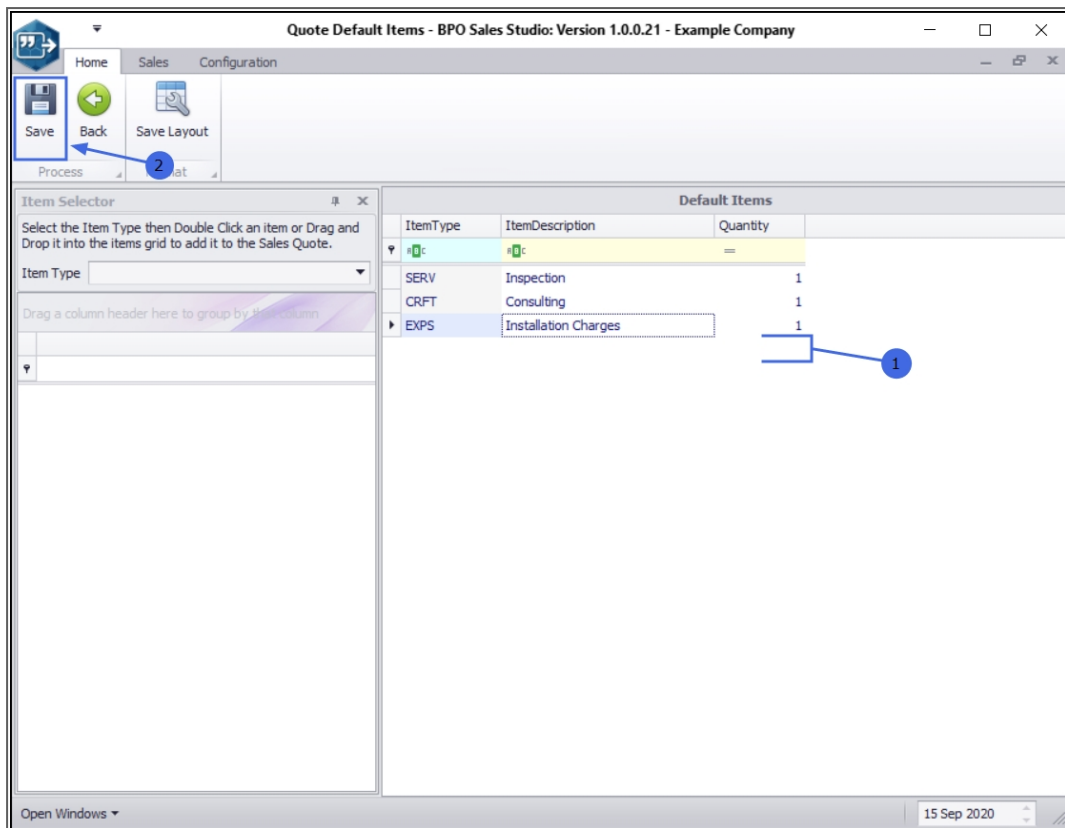 Quote Default Items - BPO Sales Studio: Version 1.0.0.21 - Example Company
Home Sales Configuration
Save Back Save Layout
Process 2 mat
Item Selector
Select the Item Type then Double Click an item or Drag and
Drop it into the items grid to add it to the Sales Quote.
Item Type
Drag a column header here to group by that column
Default Items
ItemType ItemDescription Quantity
ABC ABC =
SERV Inspection 1
CRFT Consulting 1
EXPS Installation Charges 1
1
Open Windows 15 Sep 2020